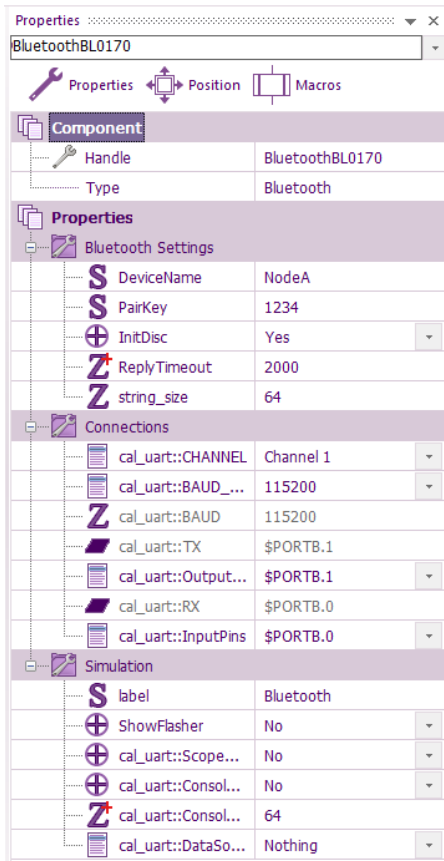 Properties
BluetoothBL0170
Properties Position Macros
Component
Handle BluetoothBL0170
Type Bluetooth
Properties
Bluetooth Settings
DeviceName NodeA
PairKey 1234
InitDisc Yes
ReplyTimeout 2000
string_size 64
Connections
cal_uart::CHANNEL Channel 1
cal_uart::BAUD_... 115200
cal_uart::BAUD 115200
cal_uart::TX $PORTB.1
cal_uart::Output... $PORTB.1
cal_uart::RX $PORTB.0
cal_uart::InputPins $PORTB.0
Simulation
label Bluetooth
ShowFlasher No
cal_uart::Scope... No
cal_uart::Consol... No
cal_uart::Consol... 64
cal_uart::DataSo... Nothing